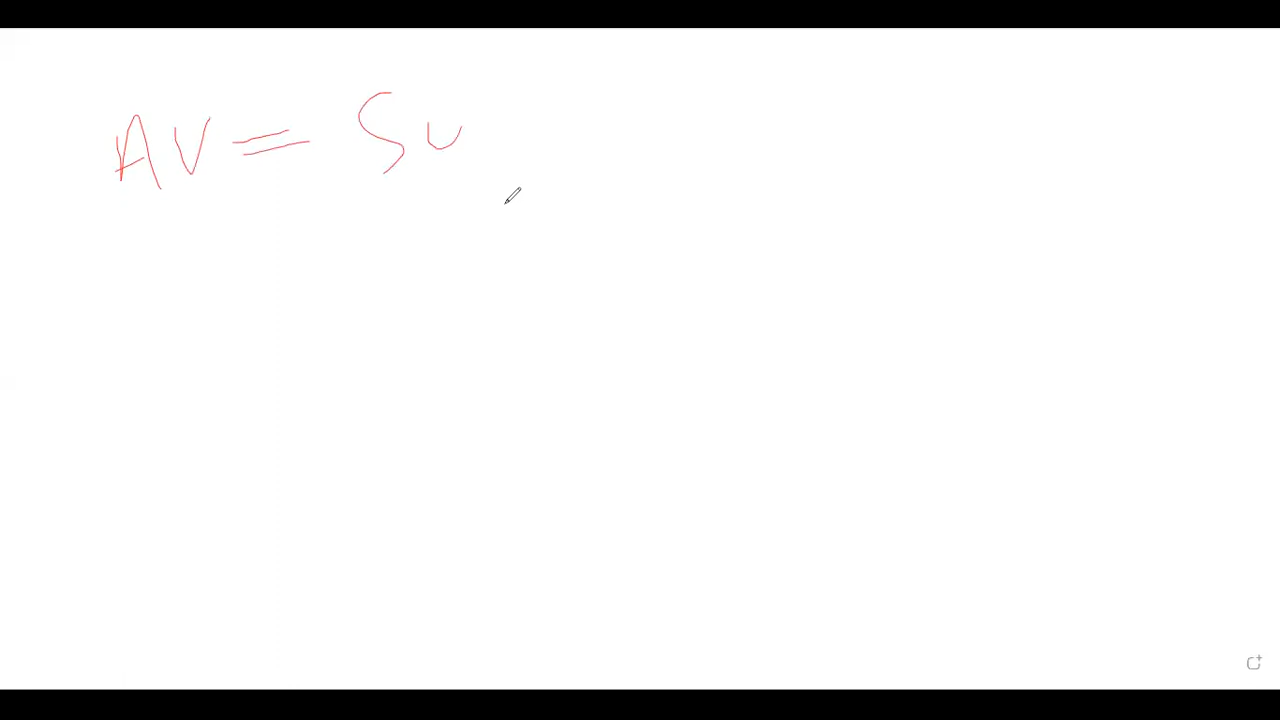 AV = Su